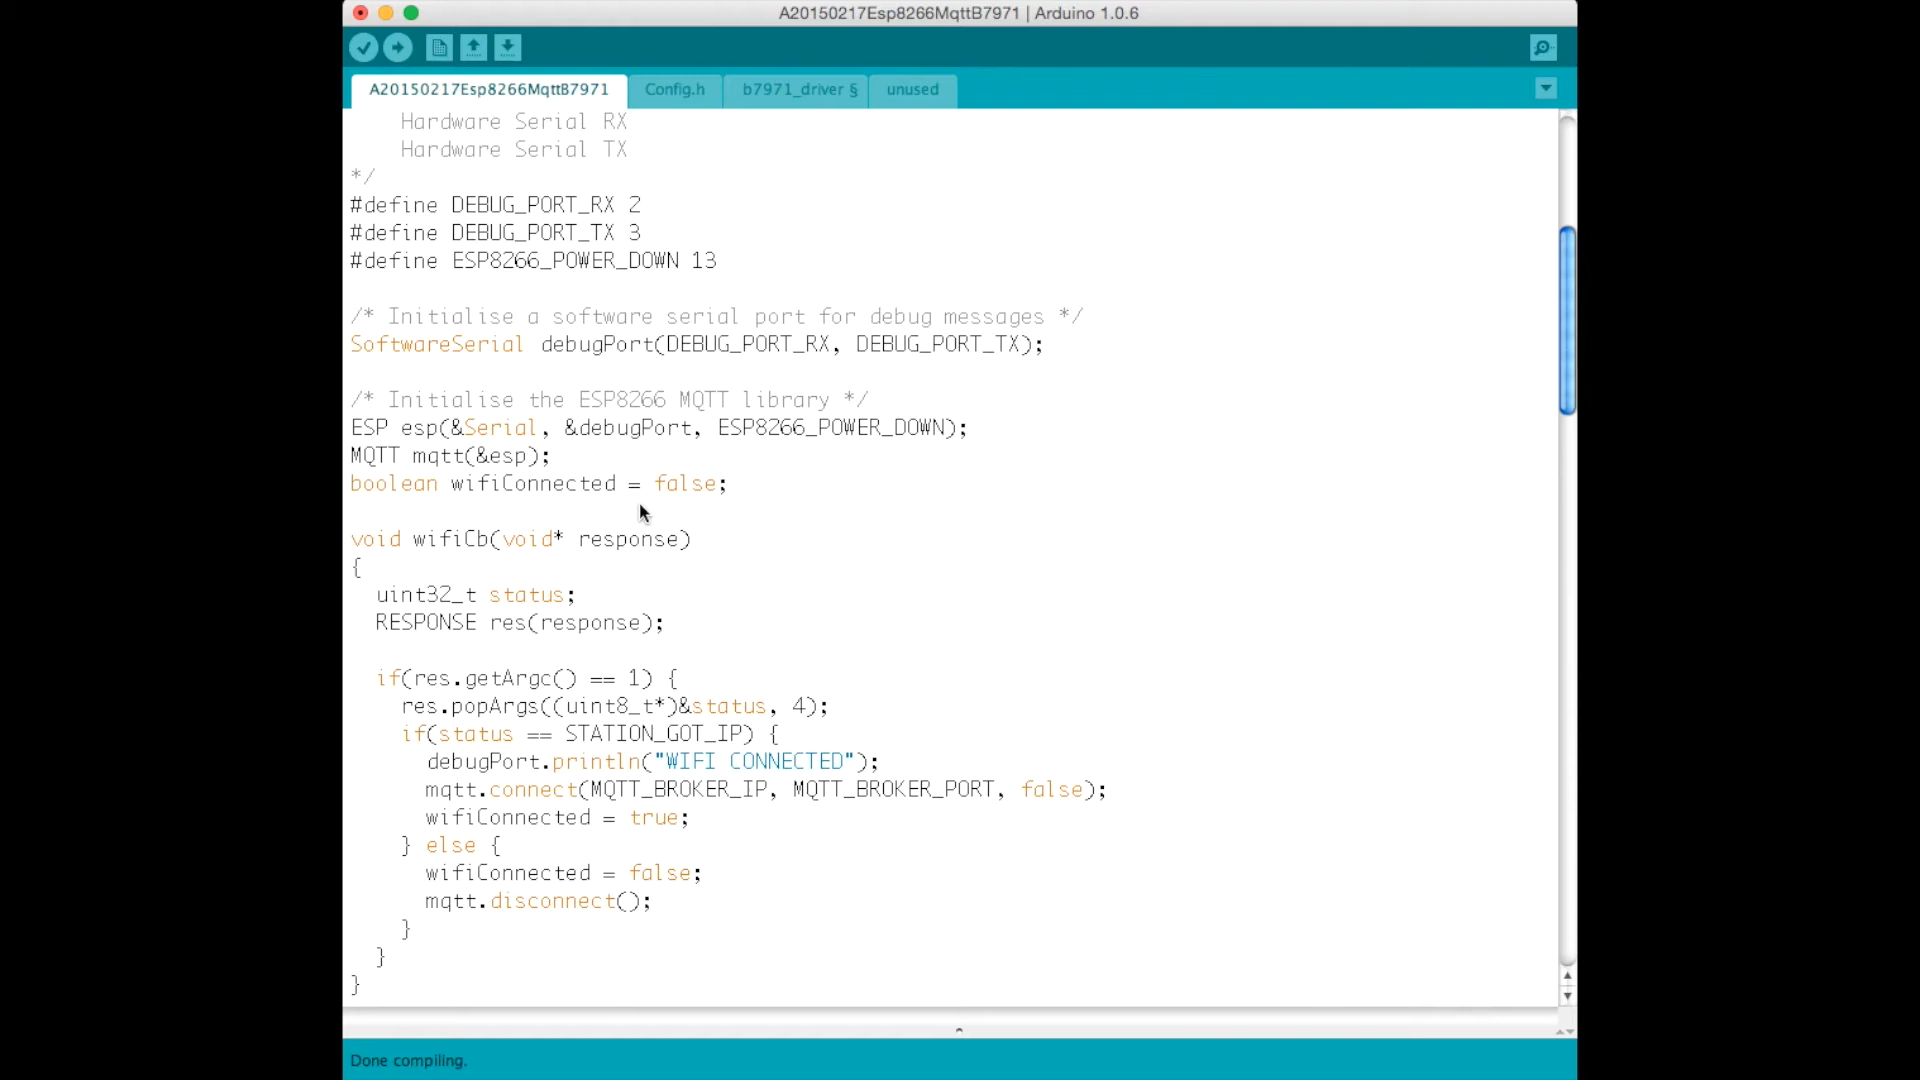 A20150217Esp8266MqttB7971 | Arduino 1.0.6
A20150217Esp8266MqttB7971 Config.h b7971_driver § unused
Hardware Serial RX
Hardware Serial TX
*/
#define DEBUG_PORT_RX 2
#define DEBUG_PORT_TX 3
#define ESP8266_POWER_DOWN 13
/* Initialise a software serial port for debug messages */
SoftwareSerial debugPort(DEBUG_PORT_RX, DEBUG_PORT_TX);
/* Initialise the ESP8266 MQTT library */
ESP esp(&Serial, &debugPort, ESP8266_POWER_DOWN);
MQTT mqtt(&esp);
boolean wifiConnected = false;
void wifiCb(void* response)
{
uint32_t status;
RESPONSE res(response);
if(res.getArgc() == 1) {
res.popArgs((uint8_t*)&status, 4);
if(status == STATION_GOT_IP) {
debugPort.println("WIFI CONNECTED");
mqtt.connect(MQTT_BROKER_IP, MQTT_BROKER_PORT, false);
wifiConnected = true;
} else {
wifiConnected = false;
mqtt.disconnect();
}
}
}
Done compiling.